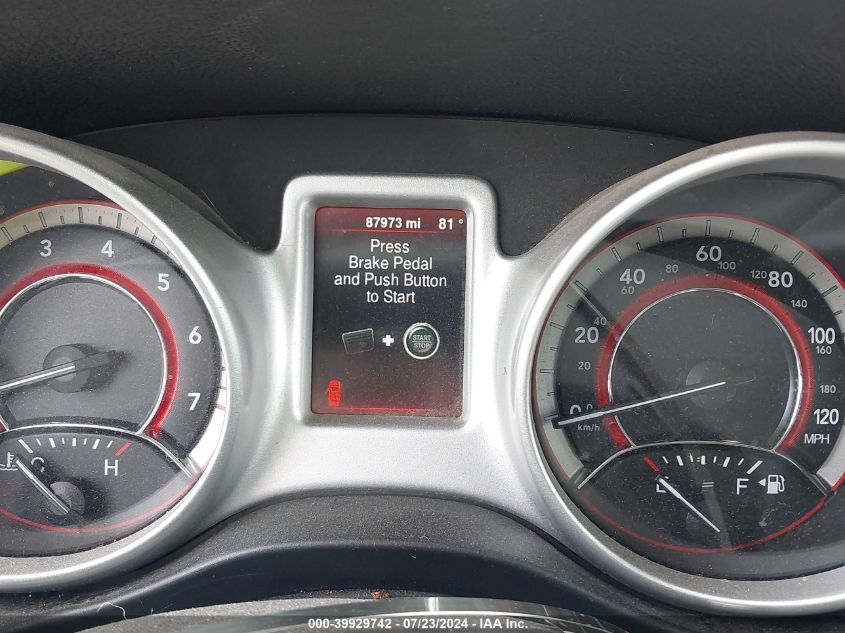 87973 mi 81°
Press
Brake Pedal
and Push Button
to Start
START
STOP
3 4 5 6 7
C H
0 20 40 60 80 100 120
MPH
0 20 60 80 100 120 140 160 180
km/h
F
000-39929742 / 07/23/2024 / IAA Inc.